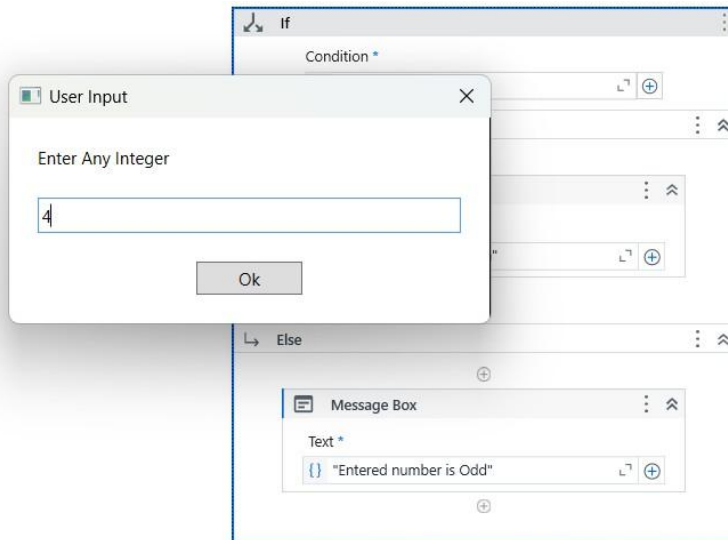 If
Condition *
User Input
Enter Any Integer
4
Ok
"
Else
Message Box
Text *
{} "Entered number is Odd"